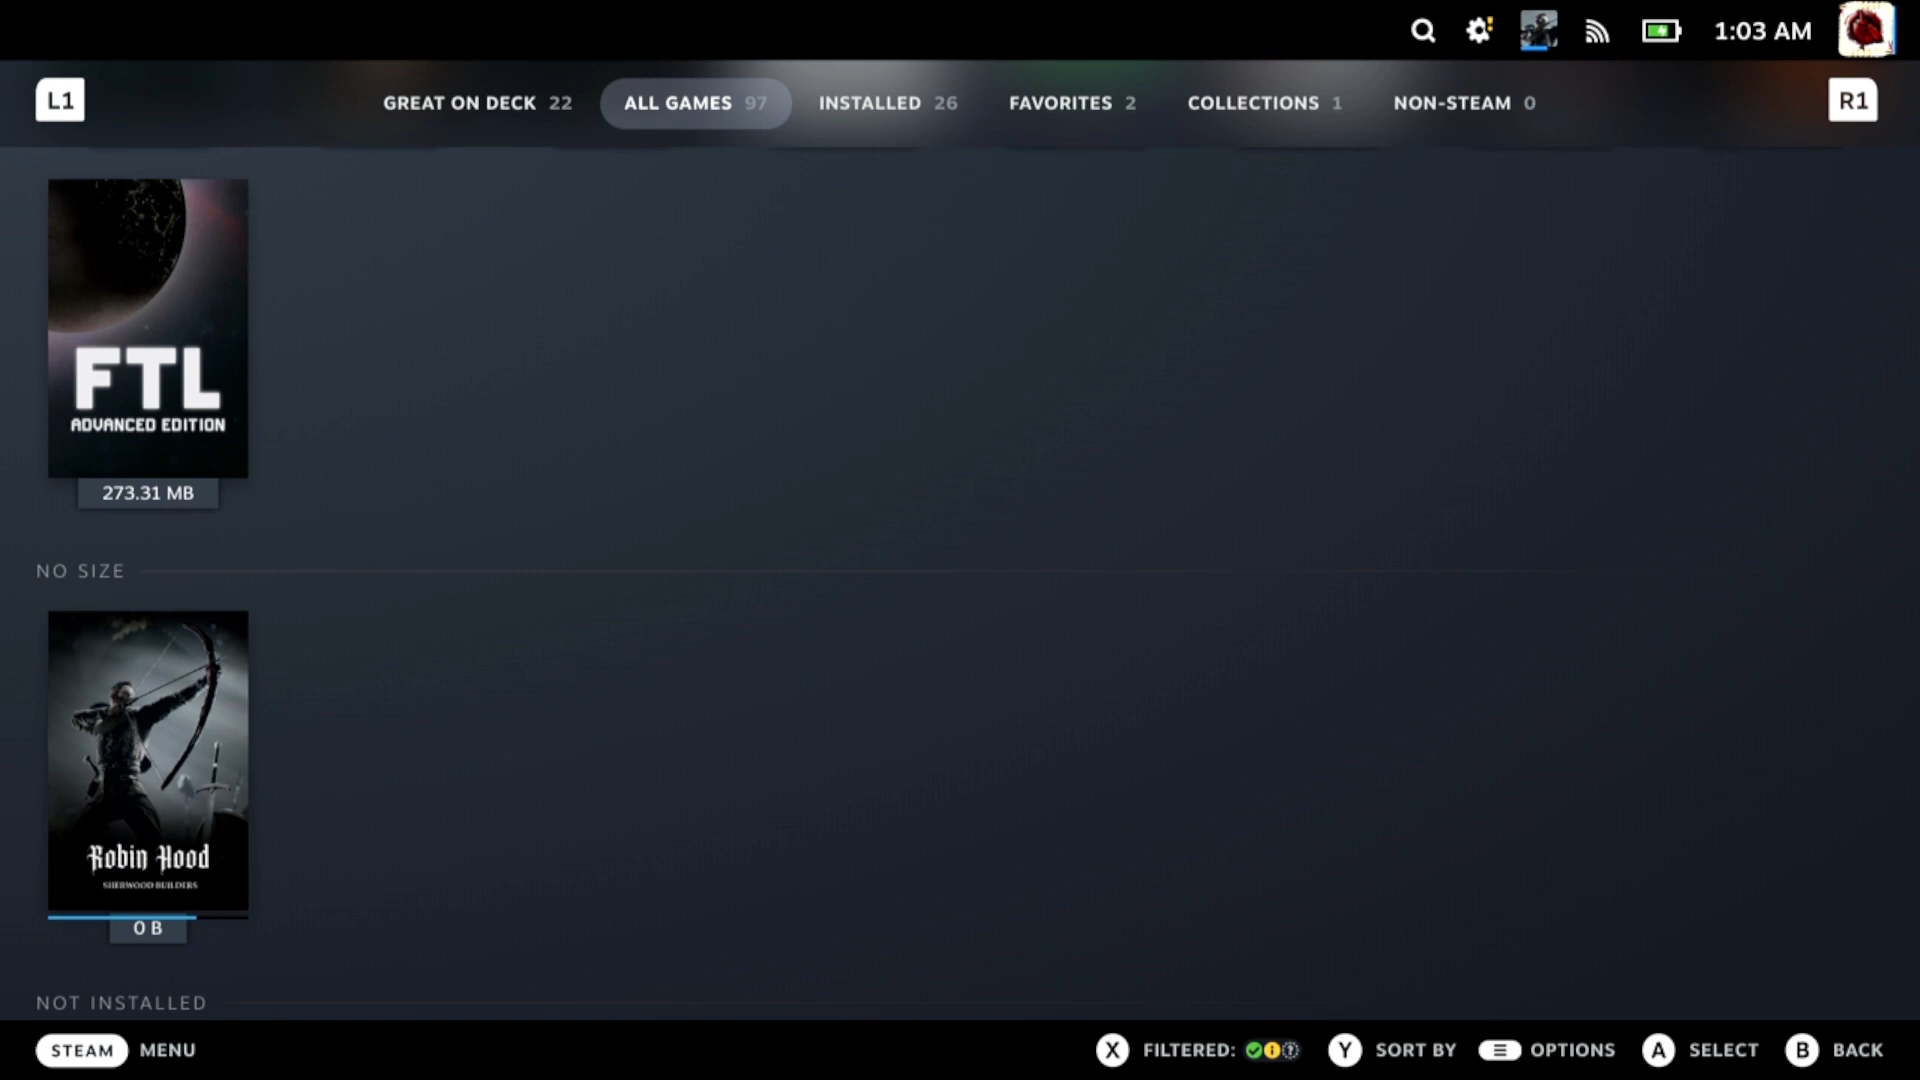 1:03 AM
L1
GREAT ON DECK 22
ALL GAMES 97
INSTALLED 26
FAVORITES 2
COLLECTIONS 1
NON-STEAM 0
R1
FTL
ADVANCED EDITION
273.31 MB
NO SIZE
Robin Hood
SHERWOOD BUILDERS
0 B
NOT INSTALLED
STEAM MENU
X FILTERED:
Y SORT BY
OPTIONS
A SELECT
B BACK